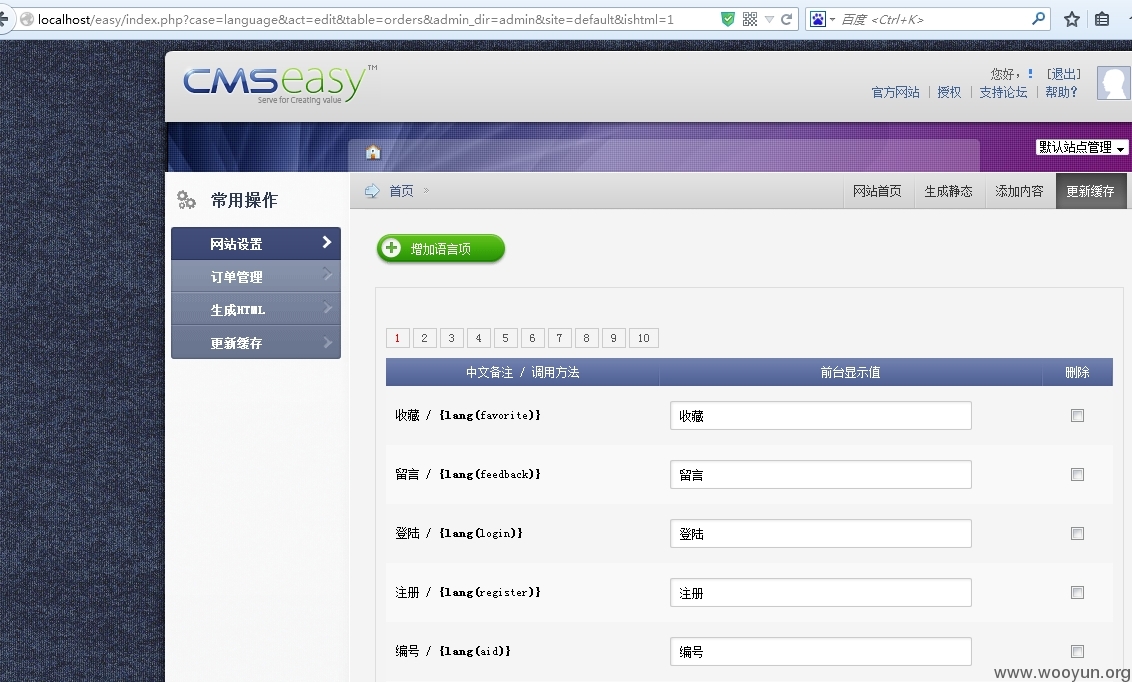 localhost/easy/index.php?case=language&act=edit&table=orders&admin_dir=admin&site=default&ishtml=1
百度 <Ctrl+K>
CMSeasy™
Serve for Creating value
您好，! [退出]
官方网站 | 授权 | 支持论坛 | 帮助?
默认站点管理
常用操作
首页 >
网站首页 生成静态 添加内容 更新缓存
网站设置
订单管理
生成HTML
更新缓存
增加语言项
1 2 3 4 5 6 7 8 9 10
中文备注 / 调用方法 前台显示值 删除
收藏 / {lang(favorite)} 收藏
留言 / {lang(feedback)} 留言
登陆 / {lang(login)} 登陆
注册 / {lang(register)} 注册
编号 / {lang(aid)} 编号
www.wooyun.org